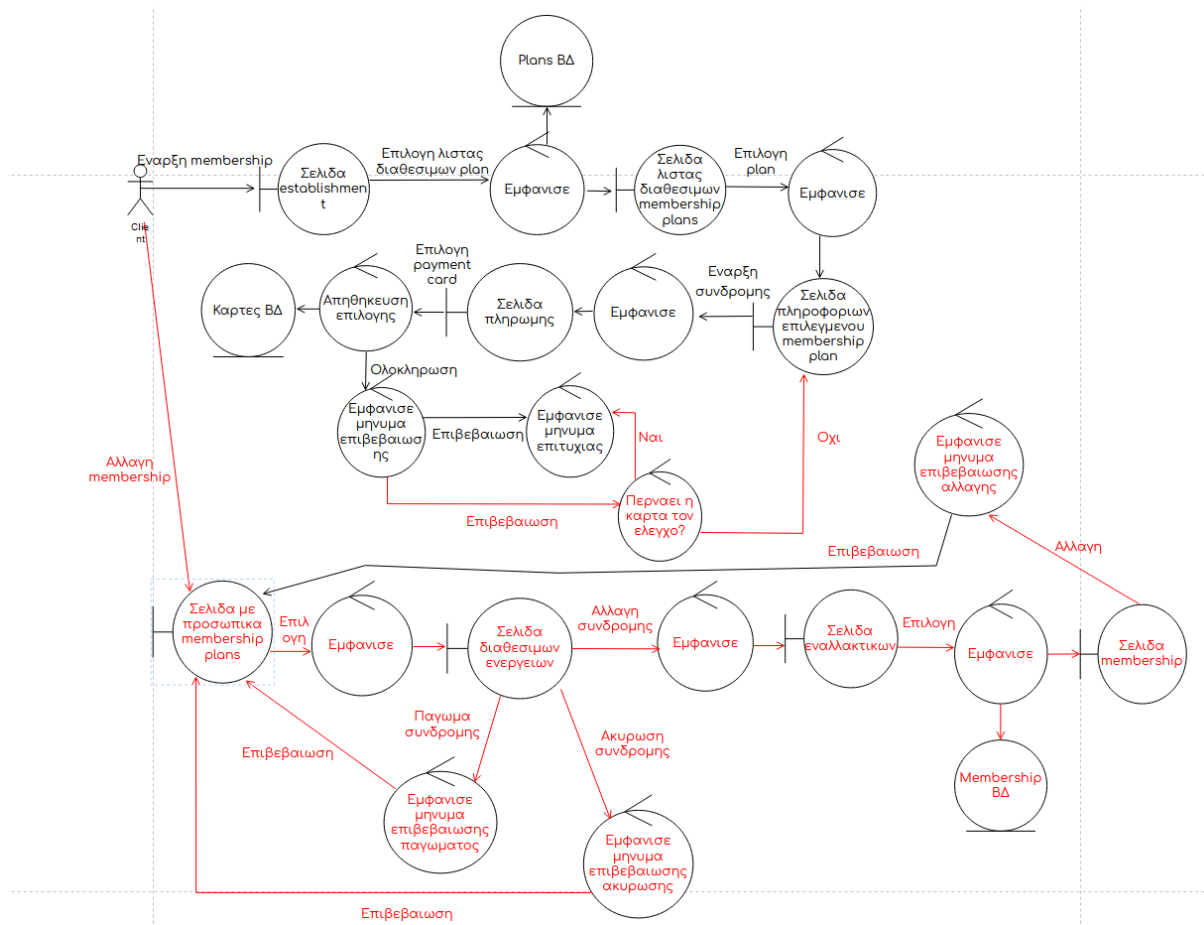 Plans ΒΔ
Εναρξη membership
Σελιδα
establishmen
t
Επιλογη λιστας
διαθεσιμων plan
Εμφανισε
Σελιδα
λιστας
διαθεσιμων
membership
plans
Επιλογη
plan
Εμφανισε
Clie
nt
Καρτες ΒΔ
Απηθηκευση
επιλογης
Επιλογη
payment
card
Σελιδα
πληρωμης
Εμφανισε
Εναρξη
συνδρομης
Σελιδα
πληροφοριων
επιλεγμενου
membership
plan
Ολοκληρωση
Εμφανισε
μηνυμα
επιβεβαιωσ
ης
Επιβεβαιωση
Εμφανισε
μηνυμα
επιτυχιας
Ναι
Οχι
Εμφανισε
μηνυμα
επιβεβαιωσης
αλλαγης
Αλλαγη
membership
Επιβεβαιωση
Περναει η
καρτα τον
ελεγχο?
Επιβεβαιωση
Αλλαγη
Σελιδα με
προσωπικα
membership
plans
Επιλ
ογη
Εμφανισε
Σελιδα
διαθεσιμων
ενεργειων
Αλλαγη
συνδρομης
Εμφανισε
Σελιδα
εναλλακτικων
Επιλογη
Εμφανισε
Σελιδα
membership
Παγωμα
συνδρομης
Ακυρωση
συνδρομης
Επιβεβαιωση
Membership
ΒΔ
Εμφανισε
μηνυμα
επιβεβαιωσης
παγωματος
Εμφανισε
μηνυμα
επιβεβαιωσης
ακυρωσης
Επιβεβαιωση